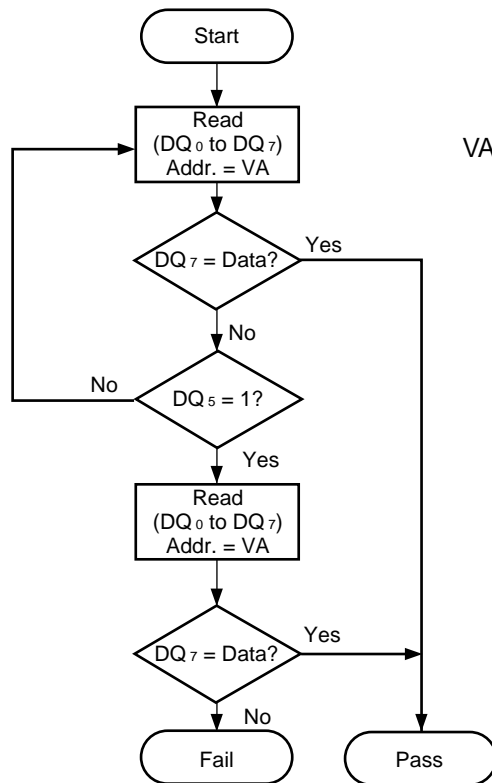 Start
Read
(DQ0 to DQ7)
Addr. = VA
VA
DQ7 = Data?
Yes
No
No
DQ5 = 1?
Yes
Read
(DQ0 to DQ7)
Addr. = VA
DQ7 = Data?
Yes
No
Fail
Pass